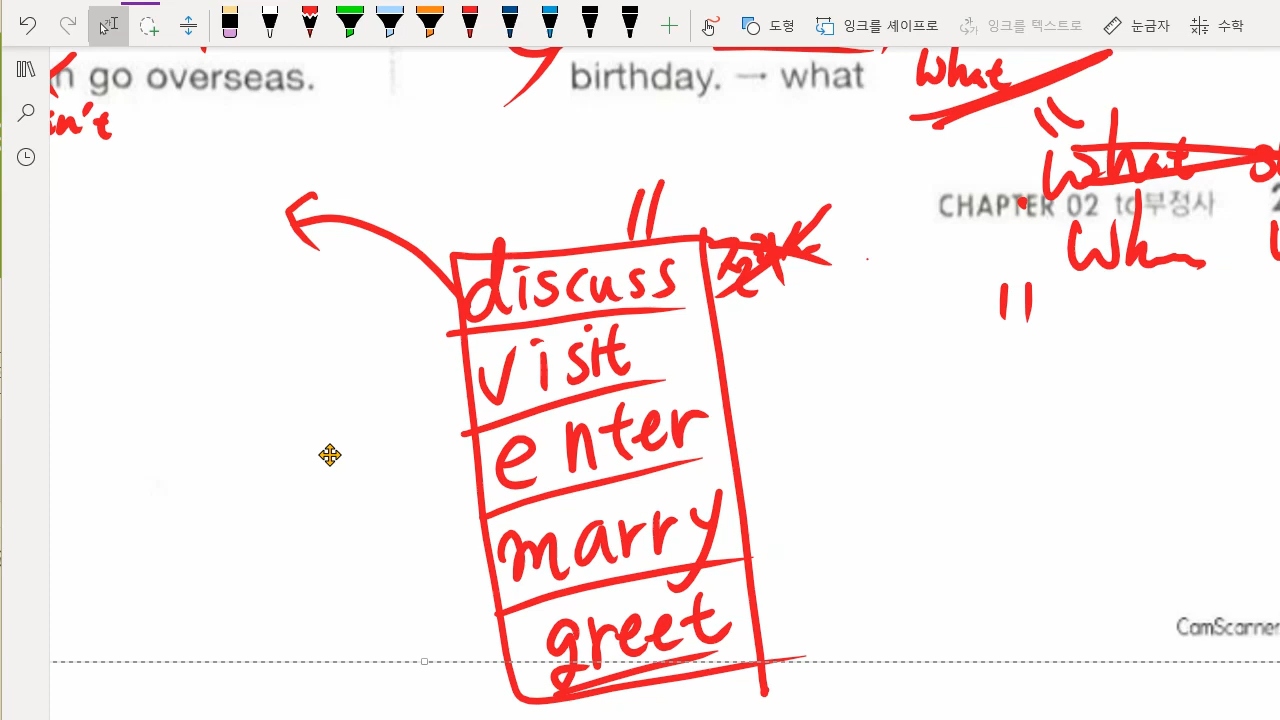 도형 잉크를 셰이프로 잉크를 텍스트로 눈금자 수학
go overseas.
birthday. → what
what
what
CHAPTER 02 to부정사 2
Wh
discuss
visit
enter
marry
greet
CamScanner